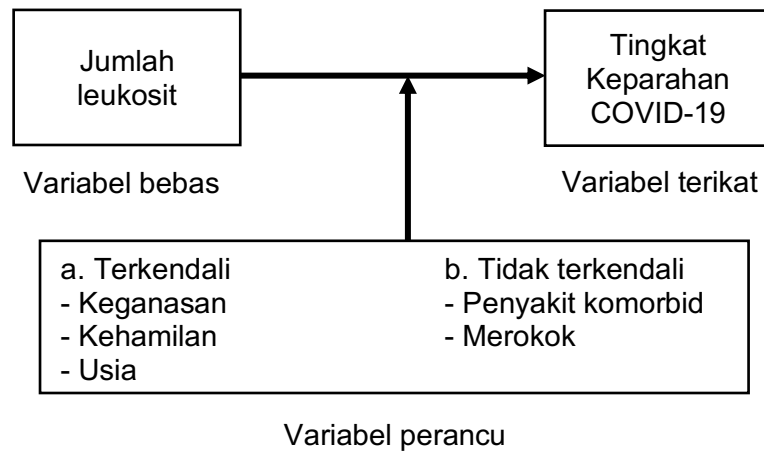 Jumlah
leukosit
Tingkat
Keparahan
COVID-19
Variabel bebas
Variabel terikat
a. Terkendali
- Keganasan
- Kehamilan
- Usia
b. Tidak terkendali
- Penyakit komorbid
- Merokok
Variabel perancu